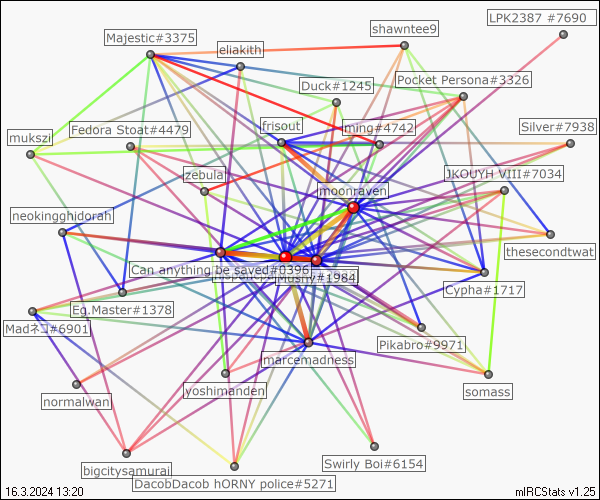 LPK2387 #7690
shawntee9
Majestic#3375
eliakith
Pocket Persona#3326
Duck#1245
Silver#7938
Fedora Stoat#4479
frisout
ming#4742
mukszi
zebula
JKOUYH VIII#7034
moonraven
neokingghidorah
thesecondtwat
Can anything be saved#0396
Mushy#1984
Cypha#1717
Eg.Master#1378
Madネコ#6901
Pikabro#9971
marcemadness
yoshimanden
somass
normalwan
Swirly Boi#6154
bigcitysamurai
DacobDacob hORNY police#5271
16.3.2024 13:20
mIRCStats v1.25